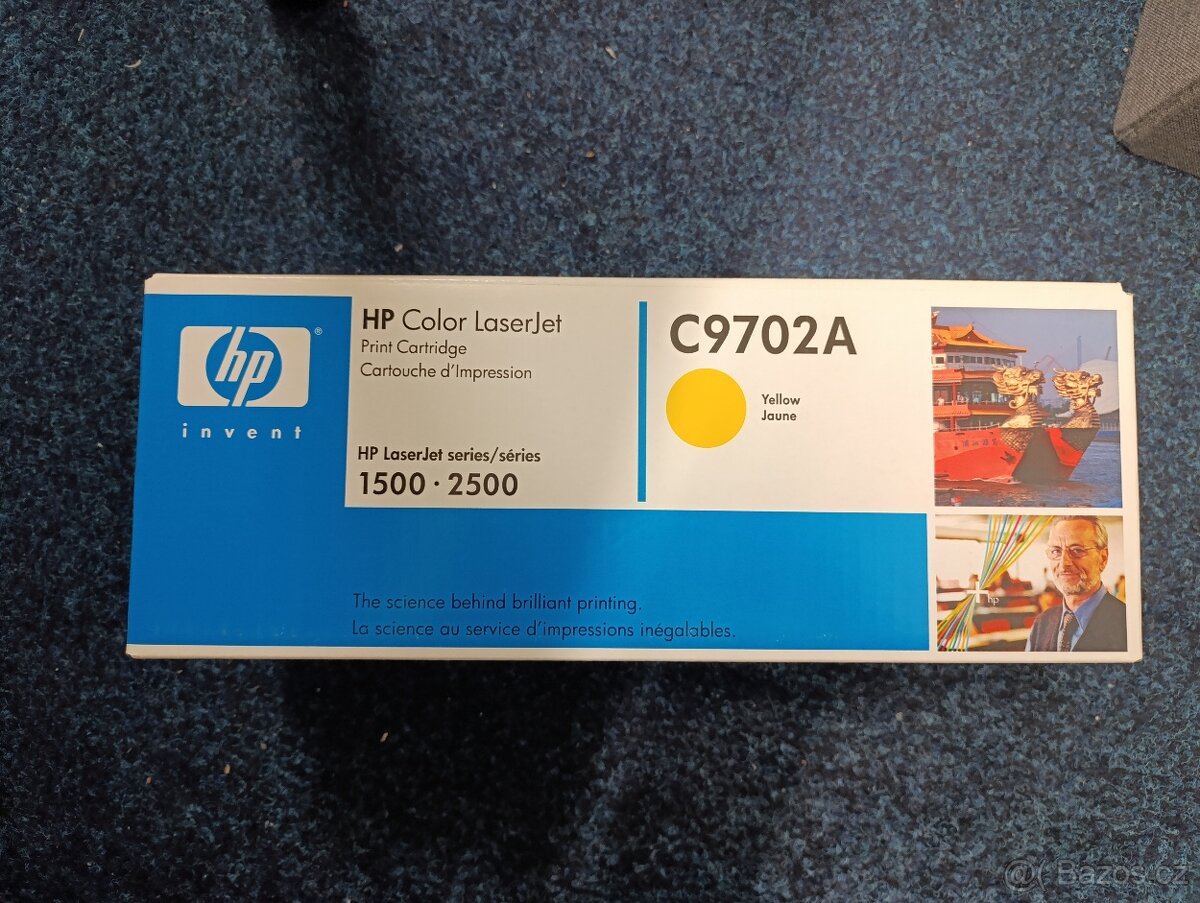 hp
®
invent
HP Color LaserJet
Print Cartridge
Cartouche d'Impression
HP LaserJet series/séries
1500 · 2500
C9702A
Yellow
Jaune
The science behind brilliant printing.
La science au service d'impressions inégalables.
+hp
@( Bazos.cz